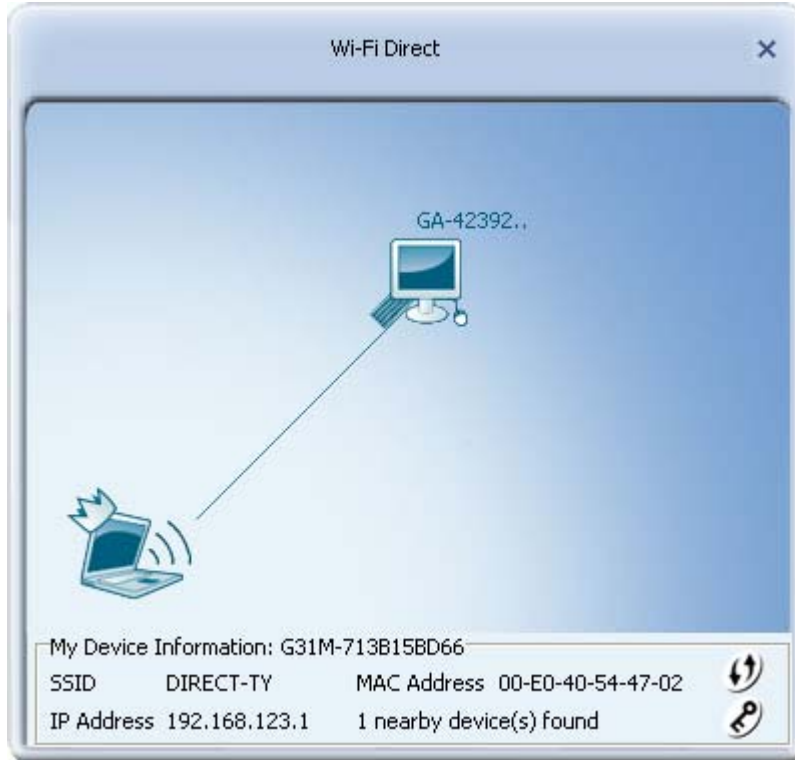 Wi-Fi Direct
GA-42392..
My Device Information: G31M-713B15BD66
SSID DIRECT-TY MAC Address 00-E0-40-54-47-02
IP Address 192.168.123.1 1 nearby device(s) found